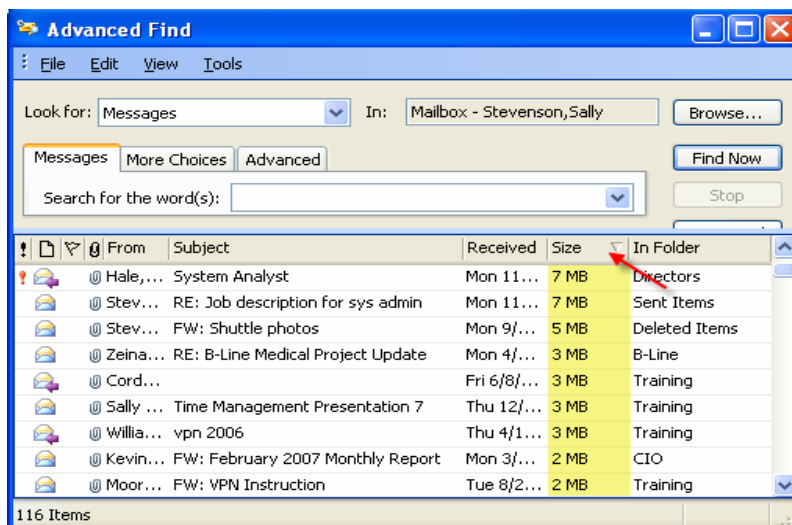 Advanced Find
File Edit View Tools
Look for: Messages In: Mailbox - Stevenson,Sally Browse...
Messages More Choices Advanced Find Now
Search for the word(s): Stop
! From Subject Received Size In Folder
! Hale,... System Analyst Mon 11... 7 MB Directors
Stev... RE: Job description for sys admin Mon 11... 7 MB Sent Items
Stev... FW: Shuttle photos Mon 9/... 5 MB Deleted Items
Zeina... RE: B-Line Medical Project Update Mon 4/... 3 MB B-Line
Cord... Fri 6/8/... 3 MB Training
Sally ... Time Management Presentation 7 Thu 12/... 3 MB Training
Willia... vpn 2006 Thu 4/1... 3 MB Training
Kevin... FW: February 2007 Monthly Report Mon 3/... 2 MB CIO
Moor... FW: VPN Instruction Tue 8/2... 2 MB Training
116 Items